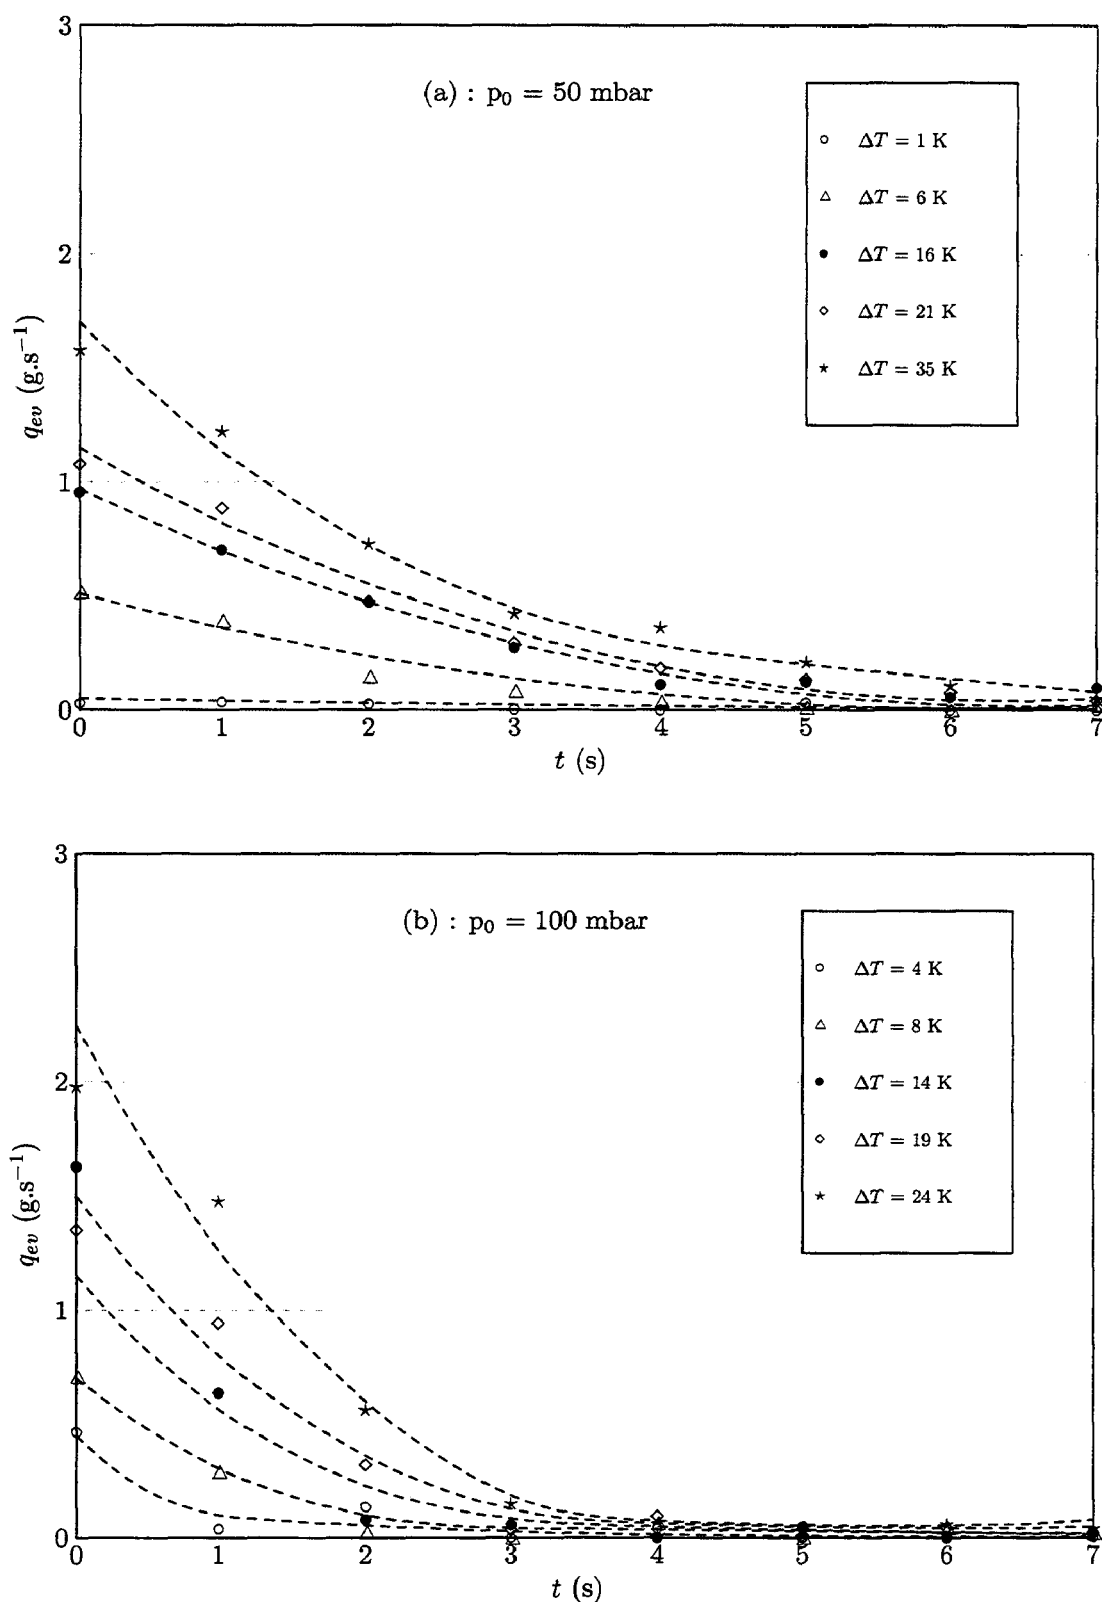 3
(a) : p₀ = 50 mbar
ΔT = 1 K
ΔT = 6 K
ΔT = 16 K
ΔT = 21 K
ΔT = 35 K
2
q_ev (g.s⁻¹)
1
0
0 1 2 3 4 5 6 7
t (s)
3
(b) : p₀ = 100 mbar
ΔT = 4 K
ΔT = 8 K
ΔT = 14 K
ΔT = 19 K
ΔT = 24 K
2
q_ev (g.s⁻¹)
1
0
0 1 2 3 4 5 6 7
t (s)